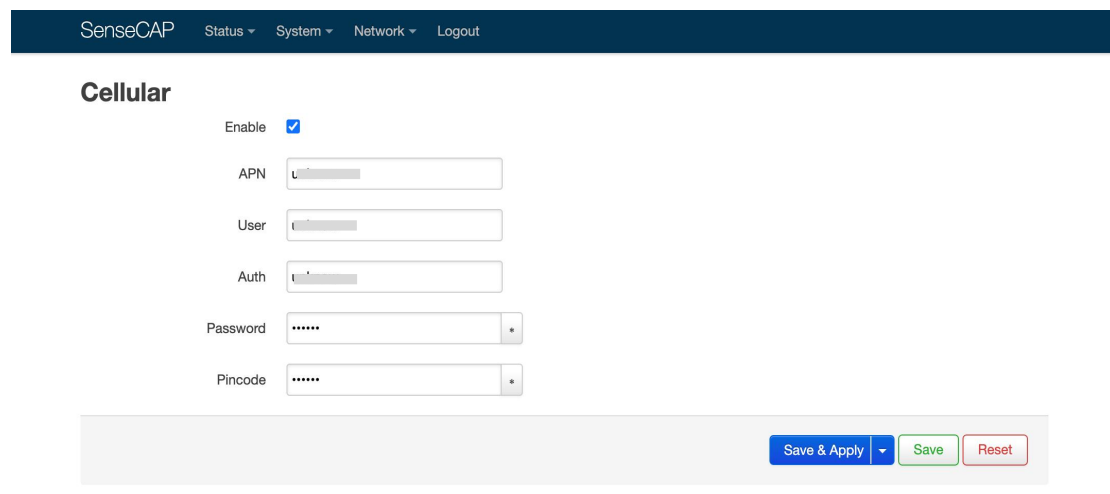 SenseCAP Status System Network Logout
Cellular
Enable
APN
User
Auth
Password •••••• *
Pincode •••••• *
Save & Apply Save Reset